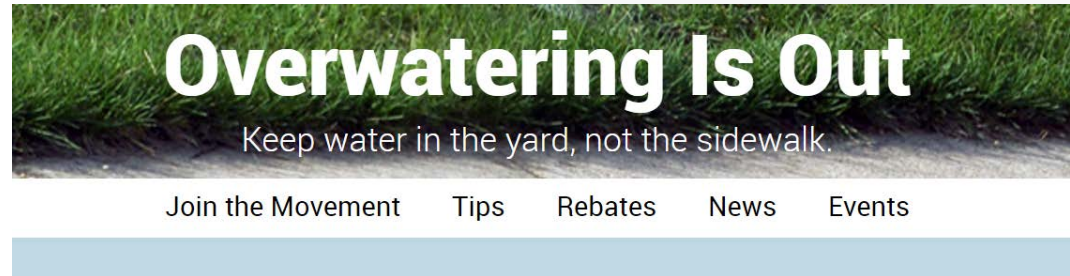 Overwatering Is Out
Keep water in the yard, not the sidewalk.
Join the Movement Tips Rebates News Events